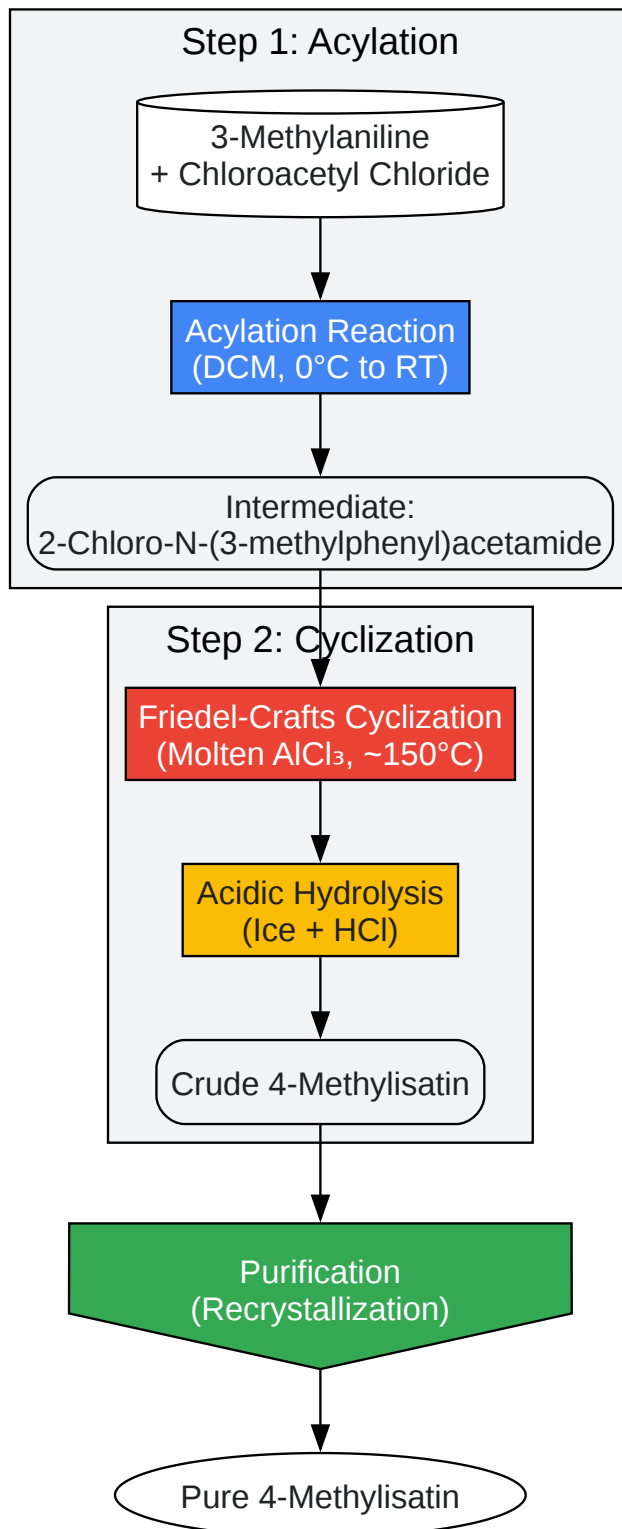 Step 1: Acylation
3-Methylaniline
+ Chloroacetyl Chloride
Acylation Reaction
(DCM, 0°C to RT)
Intermediate:
2-Chloro-N-(3-methylphenyl)acetamide
Step 2: Cyclization
Friedel-Crafts Cyclization
(Molten AlCl₃, ~150°C)
Acidic Hydrolysis
(Ice + HCl)
Crude 4-Methylisatin
Purification
(Recrystallization)
Pure 4-Methylisatin